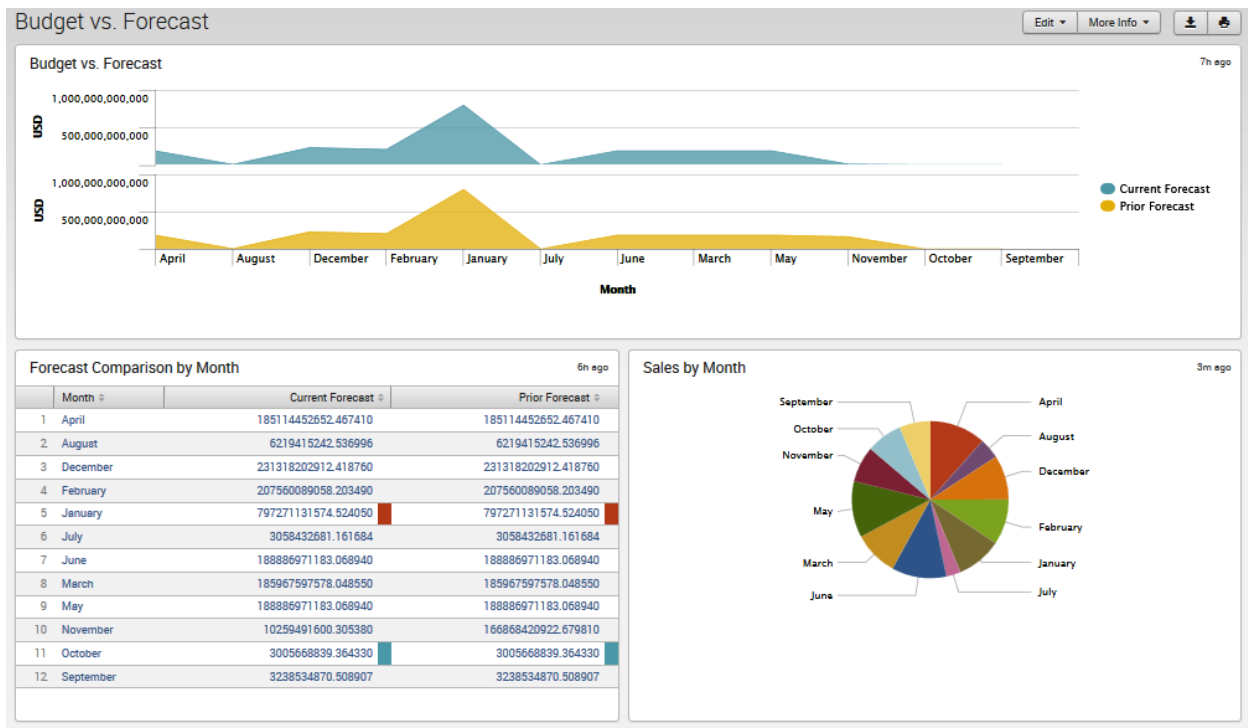 Budget vs. Forecast
Edit More Info
Budget vs. Forecast 7h ago
1,000,000,000,000
USD
500,000,000,000
1,000,000,000,000
USD
500,000,000,000
Current Forecast
Prior Forecast
April August December February January July June March May November October September
Month
Forecast Comparison by Month 6h ago
Month Current Forecast Prior Forecast
1 April 185114452652.467410 185114452652.467410
2 August 6219415242.536996 6219415242.536996
3 December 231318202912.418760 231318202912.418760
4 February 207560089058.203490 207560089058.203490
5 January 797271131574.524050 797271131574.524050
6 July 3058432681.161684 3058432681.161684
7 June 188886971183.068940 188886971183.068940
8 March 185967597578.048550 185967597578.048550
9 May 188886971183.068940 188886971183.068940
10 November 10259491600.305380 166868420922.679810
11 October 3005668839.364330 3005668839.364330
12 September 3238534870.508907 3238534870.508907
Sales by Month 3m ago
September April
October August
November December
May February
March January
June July